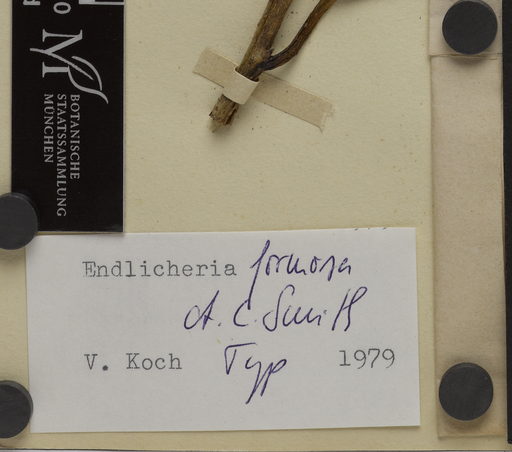 BOTANISCHE
STAATSSAMMLUNG
MÜNCHEN
Endlicheria formosa
A. C. Smith
V. Koch Typ 1979